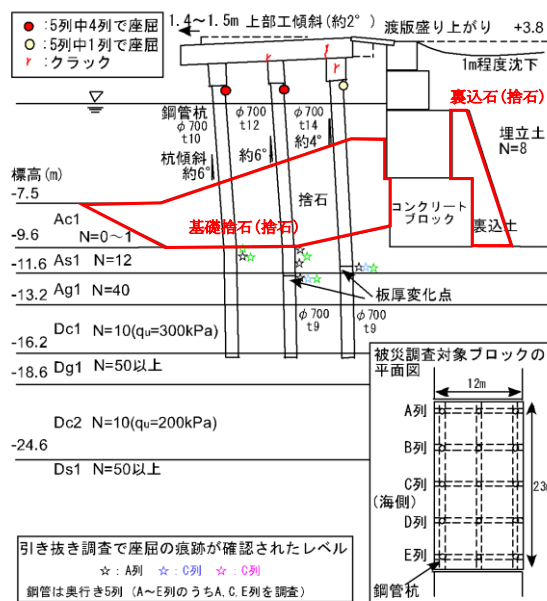 ●:5列中4列で座屈
○:5列中1列で座屈
r:クラック
1.4~1.5m 上部工傾斜(約2°)
渡版盛り上がり +3.8
1m程度沈下
裏込石(捨石)
埋立土
N=8
鋼管杭
φ700
t10
φ700
t12
φ700
t14
杭傾斜
約6°
約6°
約4°
標高(m)
-7.5
Ac1
N=0~1
捨石
基礎捨石(捨石)
コンクリート
ブロック
裏込土
-9.6
As1 N=12
-11.6
Ag1 N=40
板厚変化点
-13.2
φ700
t9
φ700
t9
Dc1 N=10(qu=300kPa)
-16.2
Dg1 N=50以上
-18.6
Dc2 N=10(qu=200kPa)
-24.6
Ds1 N=50以上
被災調査対象ブロックの
平面図
12m
A列
B列
C列
(海側)
D列
E列
23m
鋼管杭
引き抜き調査で座屈の痕跡が確認されたレベル
☆:A列 ☆:C列 ☆:C列
鋼管は奥行き5列(A~E列のうちA,C,E列を調査)